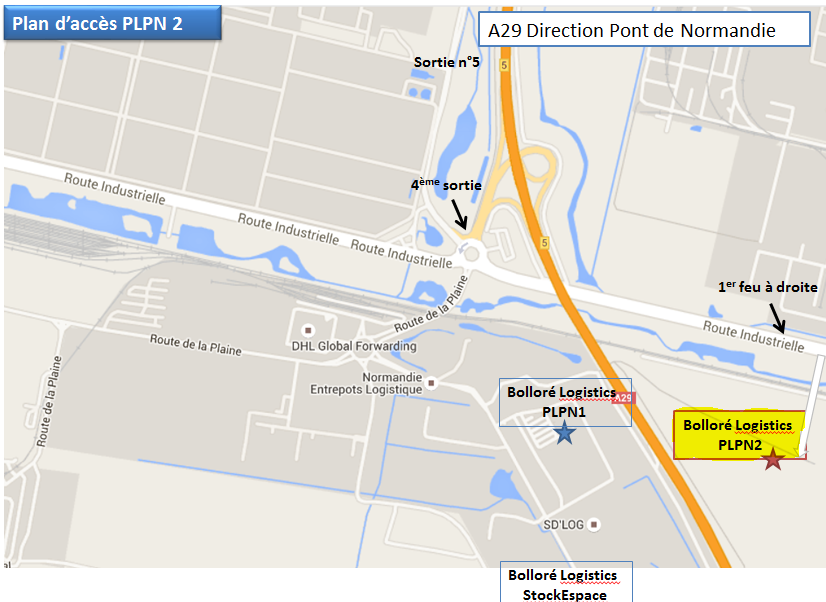 Plan d'accès PLPN 2
A29 Direction Pont de Normandie
Sortie n°5
5
4ème sortie
Route Industrielle
Route Industrielle
Route Industrielle
5
1er feu à droite
Route Industrielle
Route de la Plaine
Route de la Plaine
DHL Global Forwarding
Route de la Plaine
Normandie
Entrepots Logistique
Bolloré Logistics
PLPN1
A29
Bolloré Logistics
PLPN2
SD'LOG
al
Bolloré Logistics
StockEspace